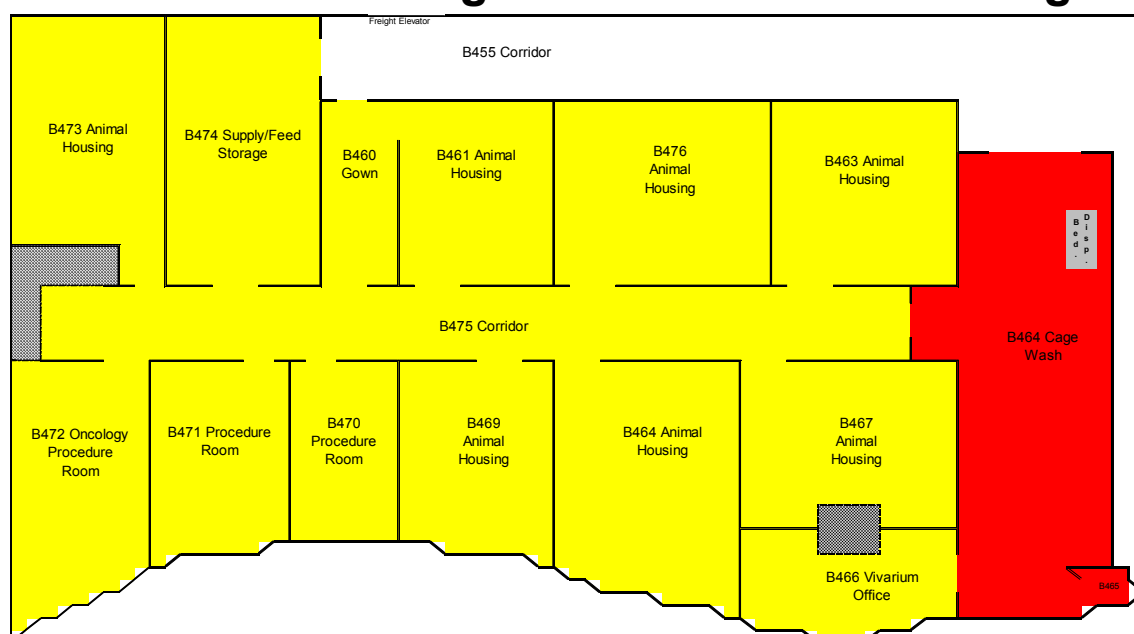 Freight Elevator
B455 Corridor
B473 Animal
Housing
B474 Supply/Feed
Storage
B460
Gown
B461 Animal
Housing
B476
Animal
Housing
B463 Animal
Housing
Bed.
Disp.
B475 Corridor
B464 Cage
Wash
B472 Oncology
Procedure
Room
B471 Procedure
Room
B470
Procedure
Room
B469
Animal
Housing
B464 Animal
Housing
B467
Animal
Housing
B466 Vivarium
Office
B465